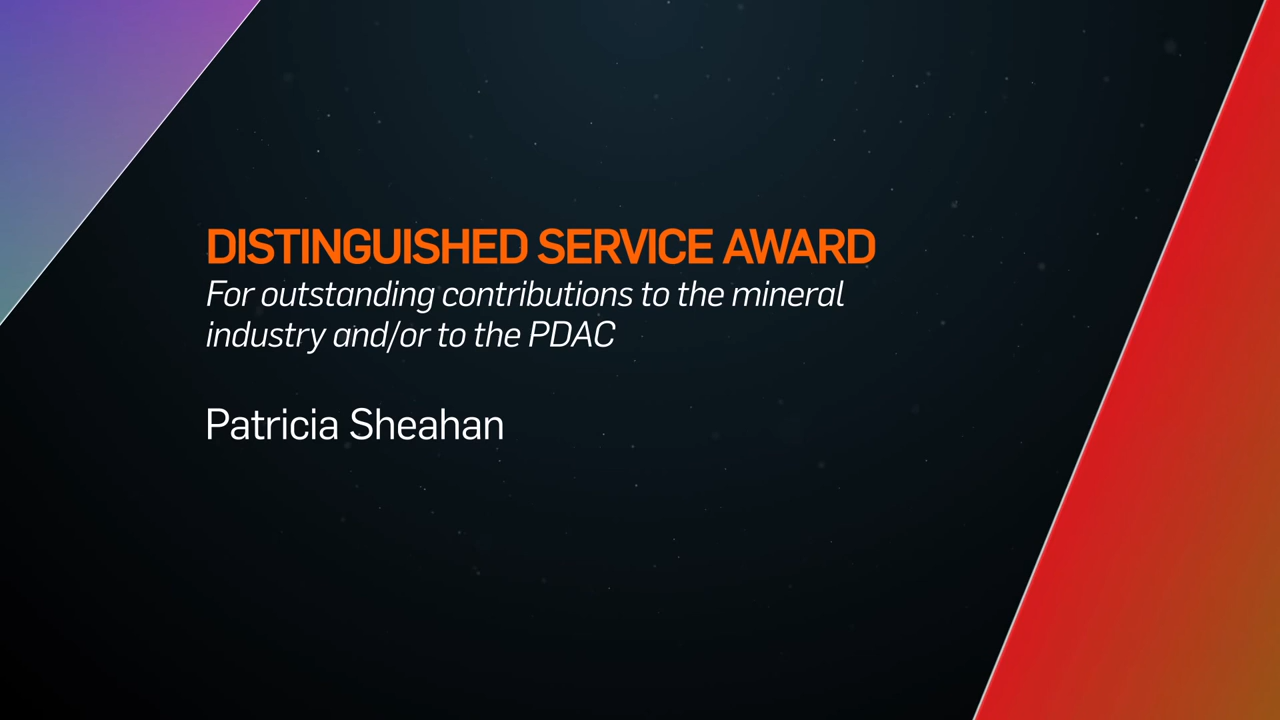 DISTINGUISHED SERVICE AWARD
For outstanding contributions to the mineral
industry and/or to the PDAC
Patricia Sheahan